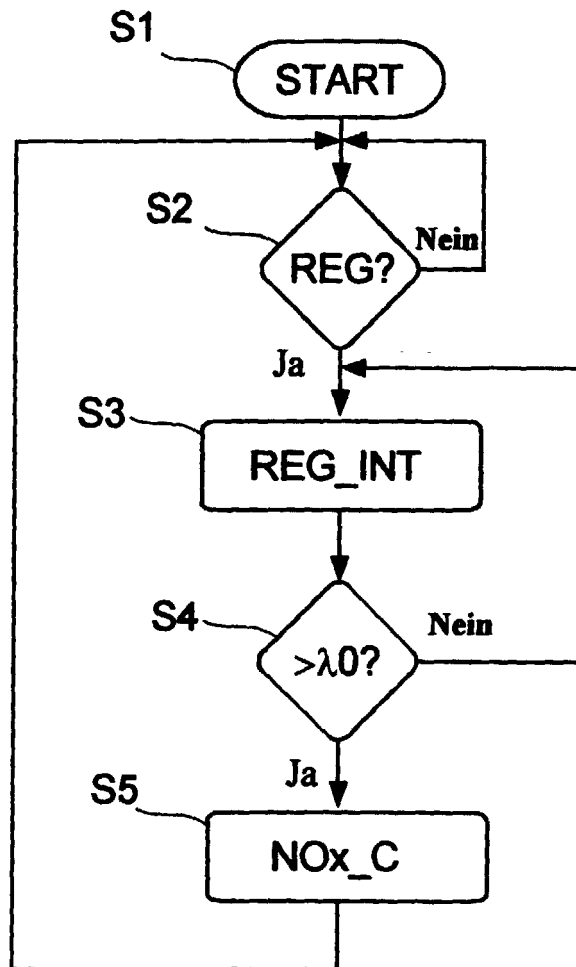 S1
START
S2
REG?
Nein
Ja
S3
REG_INT
S4
>λ0?
Nein
Ja
S5
NOx_C